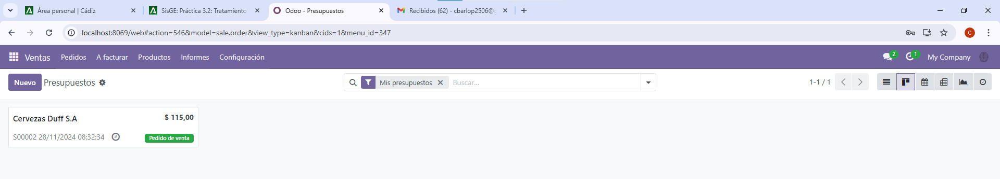 Área personal | Cádiz
SisGE: Práctica 3.2: Tratamiento
Odoo - Presupuestos
Recibidos (62) - cbarlop2506@g
localhost:8069/web#action=546&model=sale.order&view_type=kanban&cids=1&menu_id=347
C
Ventas Pedidos A facturar Productos Informes Configuración
2 1 My Company
Nuevo Presupuestos
Mis presupuestos Buscar...
1-1 / 1
Cervezas Duff S.A $ 115,00
S00002 28/11/2024 08:32:34 Pedido de venta